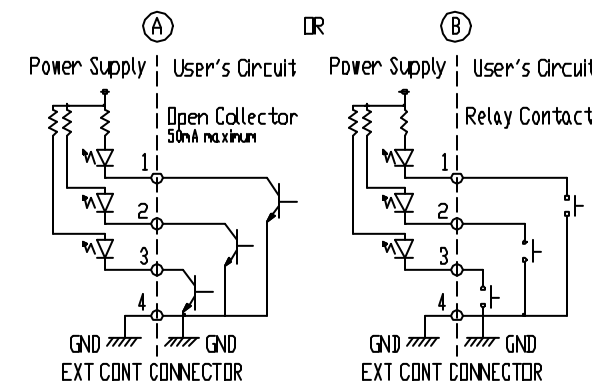 A OR B
Power Supply User's Circuit Power Supply User's Circuit
Open Collector
50mA maximum
Relay Contact
1 1
2 2
3 3
4 4
GND GND GND GND
EXT CONT CONNECTOR EXT CONT CONNECTOR